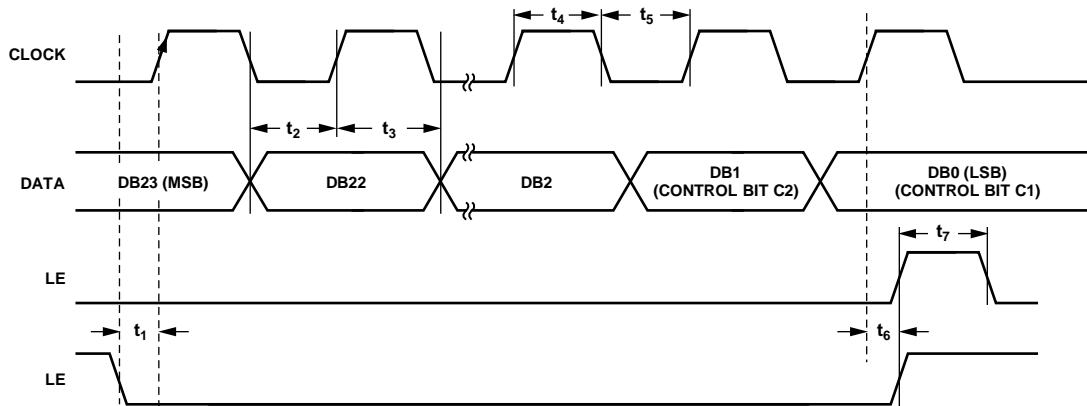 t4 t5
CLOCK
t2 t3
DATA DB23 (MSB) DB22 DB2 DB1 (CONTROL BIT C2) DB0 (LSB) (CONTROL BIT C1)
t7
LE
t1 t6
LE